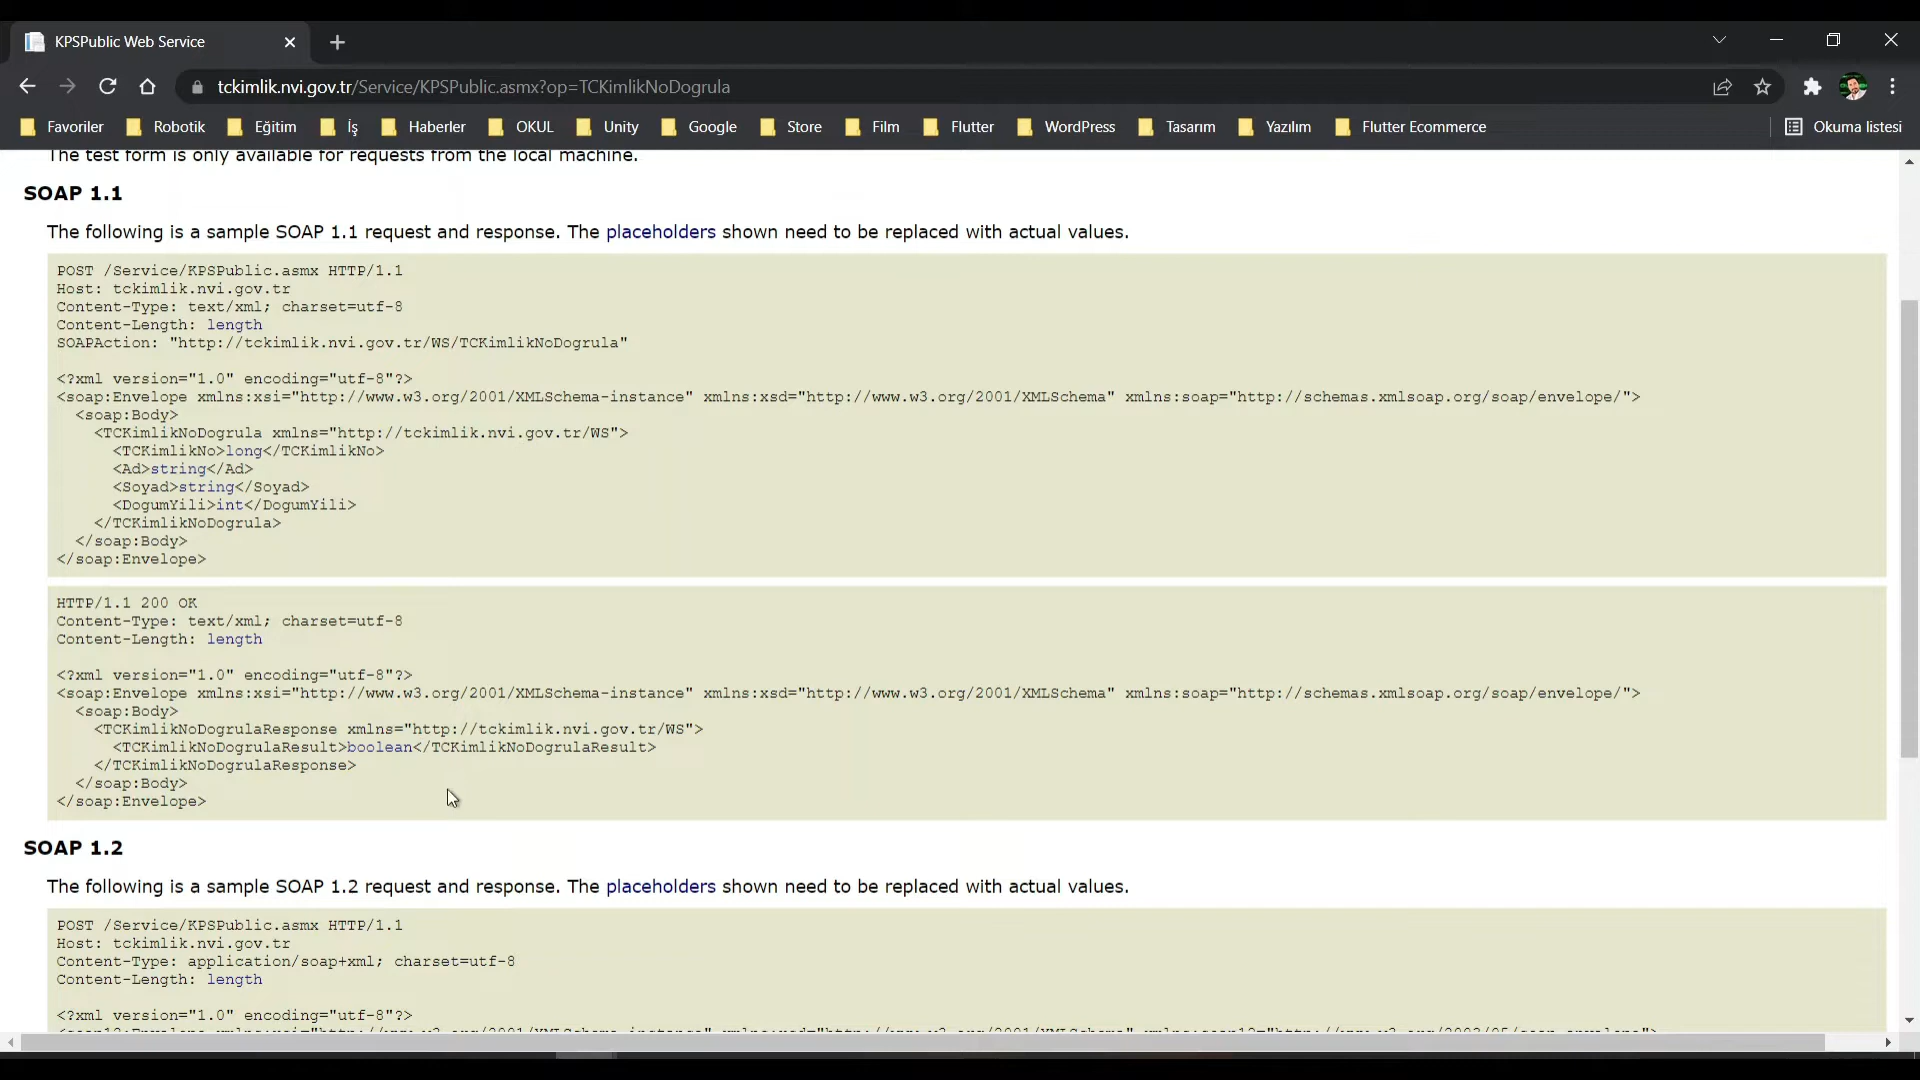 KPSPublic Web Service
tckimlik.nvi.gov.tr/Service/KPSPublic.asmx?op=TCKimlikNoDogrula
Favoriler Robotik Eğitim İş Haberler OKUL Unity Google Store Film Flutter WordPress Tasarım Yazılım Flutter Ecommerce Okuma listesi
The test form is only available for requests from the local machine.
SOAP 1.1
The following is a sample SOAP 1.1 request and response. The placeholders shown need to be replaced with actual values.
POST /Service/KPSPublic.asmx HTTP/1.1
Host: tckimlik.nvi.gov.tr
Content-Type: text/xml; charset=utf-8
Content-Length: length
SOAPAction: "http://tckimlik.nvi.gov.tr/WS/TCKimlikNoDogrula"
<?xml version="1.0" encoding="utf-8"?>
<soap:Envelope xmlns:xsi="http://www.w3.org/2001/XMLSchema-instance" xmlns:xsd="http://www.w3.org/2001/XMLSchema" xmlns:soap="http://schemas.xmlsoap.org/soap/envelope/">
<soap:Body>
<TCKimlikNoDogrula xmlns="http://tckimlik.nvi.gov.tr/WS">
<TCKimlikNo>long</TCKimlikNo>
<Ad>string</Ad>
<Soyad>string</Soyad>
<DogumYili>int</DogumYili>
</TCKimlikNoDogrula>
</soap:Body>
</soap:Envelope>
HTTP/1.1 200 OK
Content-Type: text/xml; charset=utf-8
Content-Length: length
<?xml version="1.0" encoding="utf-8"?>
<soap:Envelope xmlns:xsi="http://www.w3.org/2001/XMLSchema-instance" xmlns:xsd="http://www.w3.org/2001/XMLSchema" xmlns:soap="http://schemas.xmlsoap.org/soap/envelope/">
<soap:Body>
<TCKimlikNoDogrulaResponse xmlns="http://tckimlik.nvi.gov.tr/WS">
<TCKimlikNoDogrulaResult>boolean</TCKimlikNoDogrulaResult>
</TCKimlikNoDogrulaResponse>
</soap:Body>
</soap:Envelope>
SOAP 1.2
The following is a sample SOAP 1.2 request and response. The placeholders shown need to be replaced with actual values.
POST /Service/KPSPublic.asmx HTTP/1.1
Host: tckimlik.nvi.gov.tr
Content-Type: application/soap+xml; charset=utf-8
Content-Length: length
<?xml version="1.0" encoding="utf-8"?>